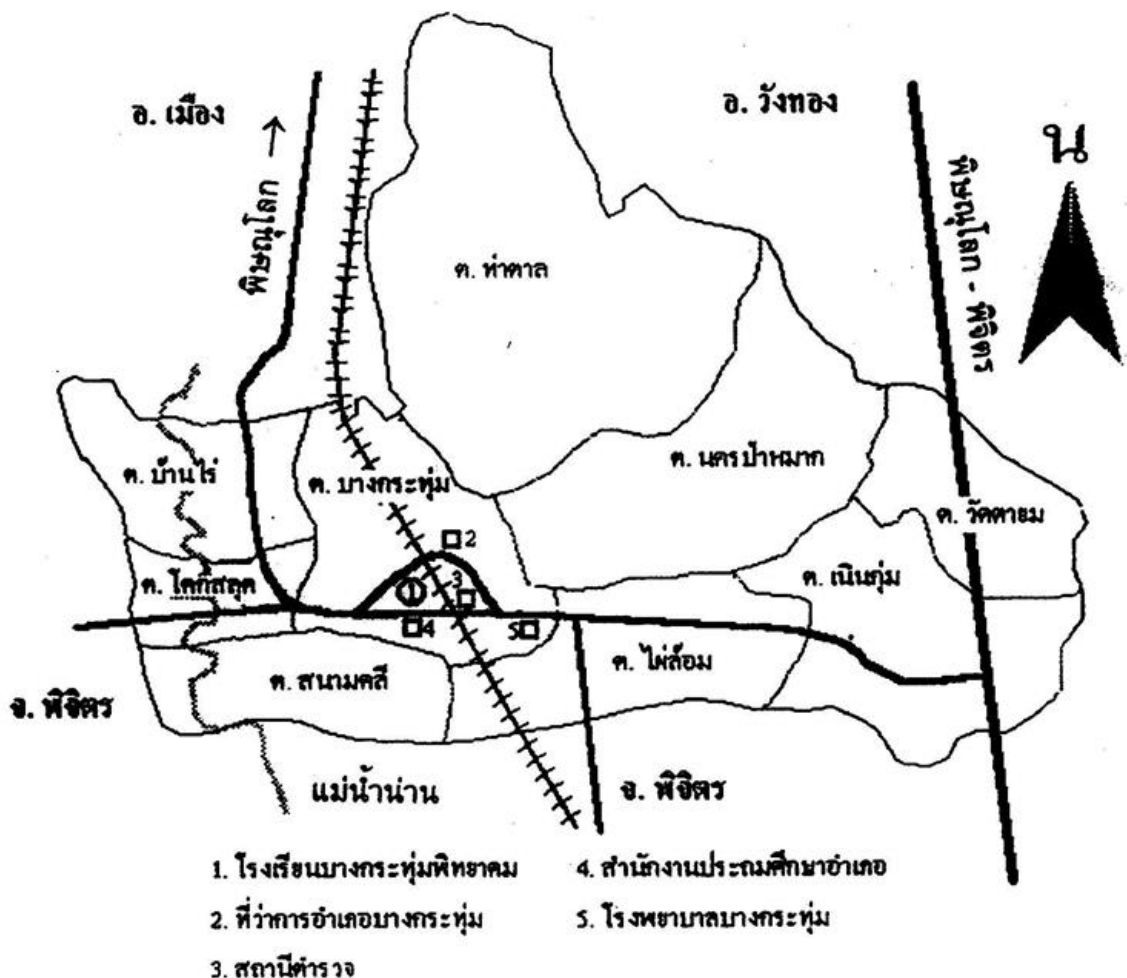 อ. เมือง
อ. วังทอง
น
พิษณุโลก
พิษณุโลก - พิจิตร
ต. ท่าตาล
ต. นครป่าหมาก
ต. บ้านไร่
ต. บางกระทุ่ม
ต. วัดตายม
2
ต. เนินกุ่ม
ต. โคกสลุด
1
3
4
5
ต. ไผ่ล้อม
ต. สนามคลี
จ. พิจิตร
แม่น้ำน่าน
จ. พิจิตร
1. โรงเรียนบางกระทุ่มพิทยาคม
4. สำนักงานประถมศึกษาอำเภอ
2. ที่ว่าการอำเภอบางกระทุ่ม
5. โรงพยาบาลบางกระทุ่ม
3. สถานีตำรวจ